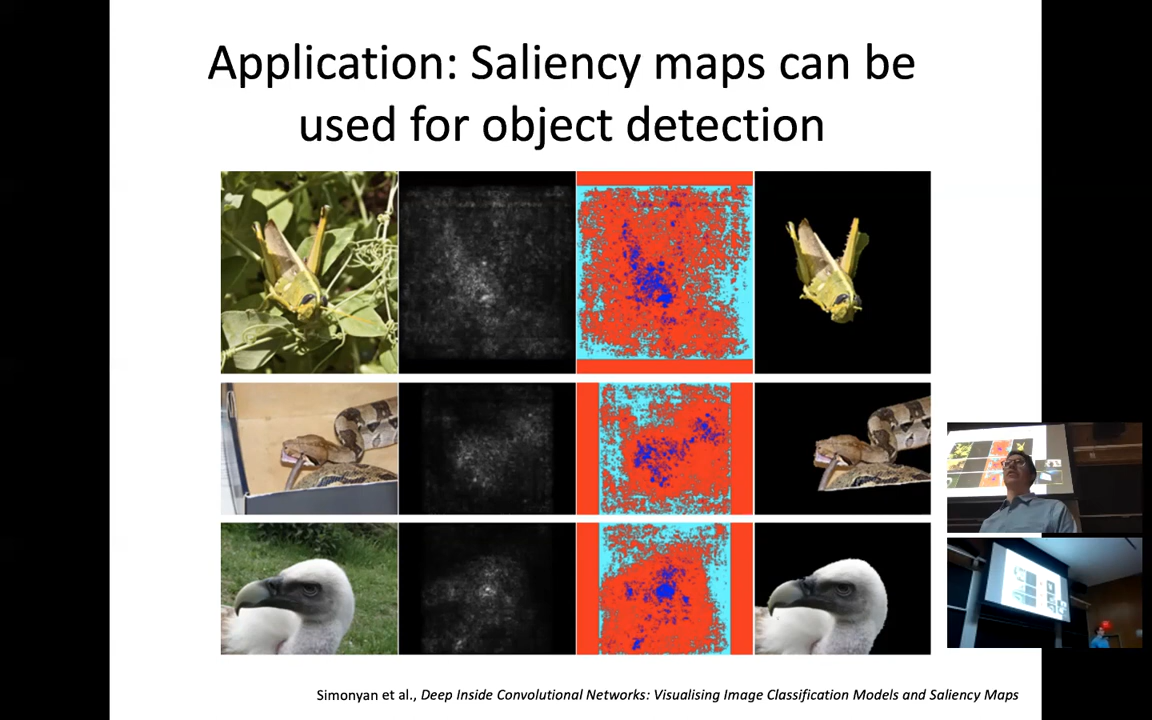 Application: Saliency maps can be
used for object detection
Simonyan et al., Deep Inside Convolutional Networks: Visualising Image Classification Models and Saliency Maps